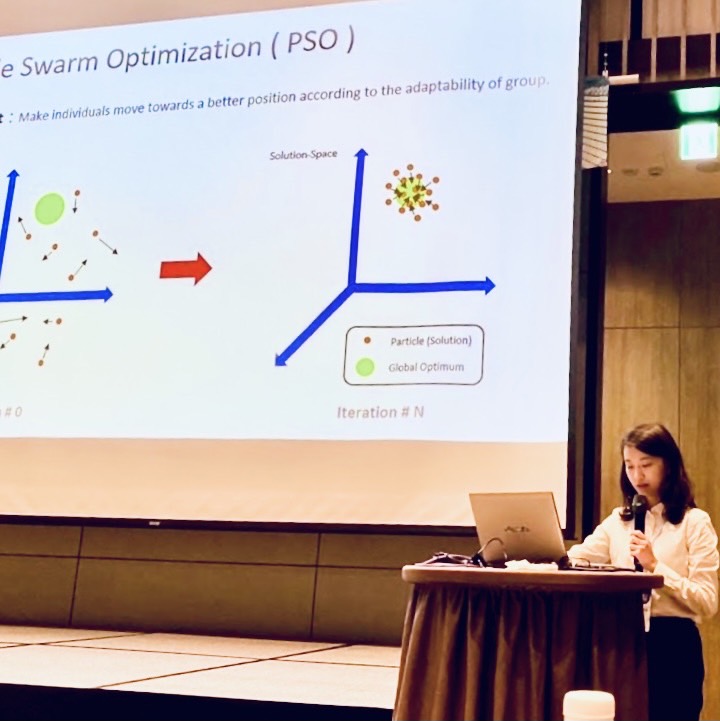 e Swarm Optimization ( PSO )
t : Make individuals move towards a better position according to the adaptability of group.
Solution-Space
Particle (Solution)
Global Optimum
# 0
Iteration # N